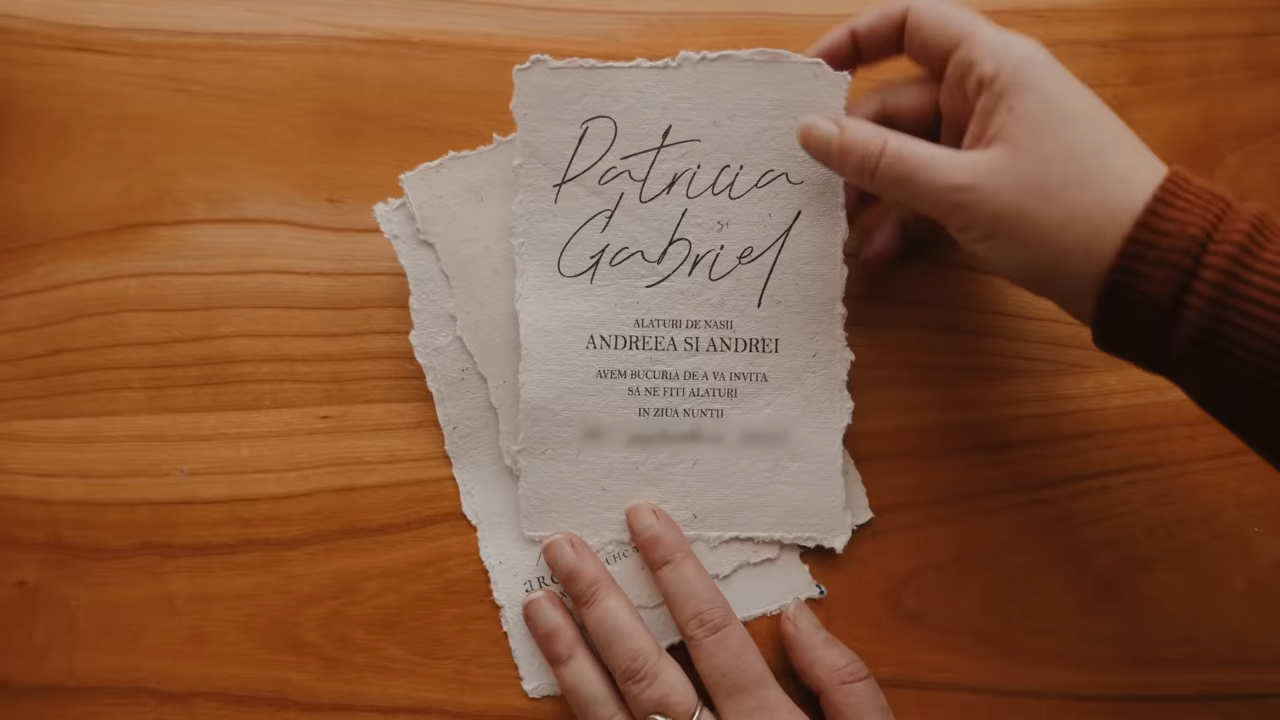 Patricia
si
Gabriel
ALATURI DE NASII
ANDREEA SI ANDREI
AVEM BUCURIA DE A VA INVITA
SA NE FITI ALATURI
IN ZIUA NUNTII